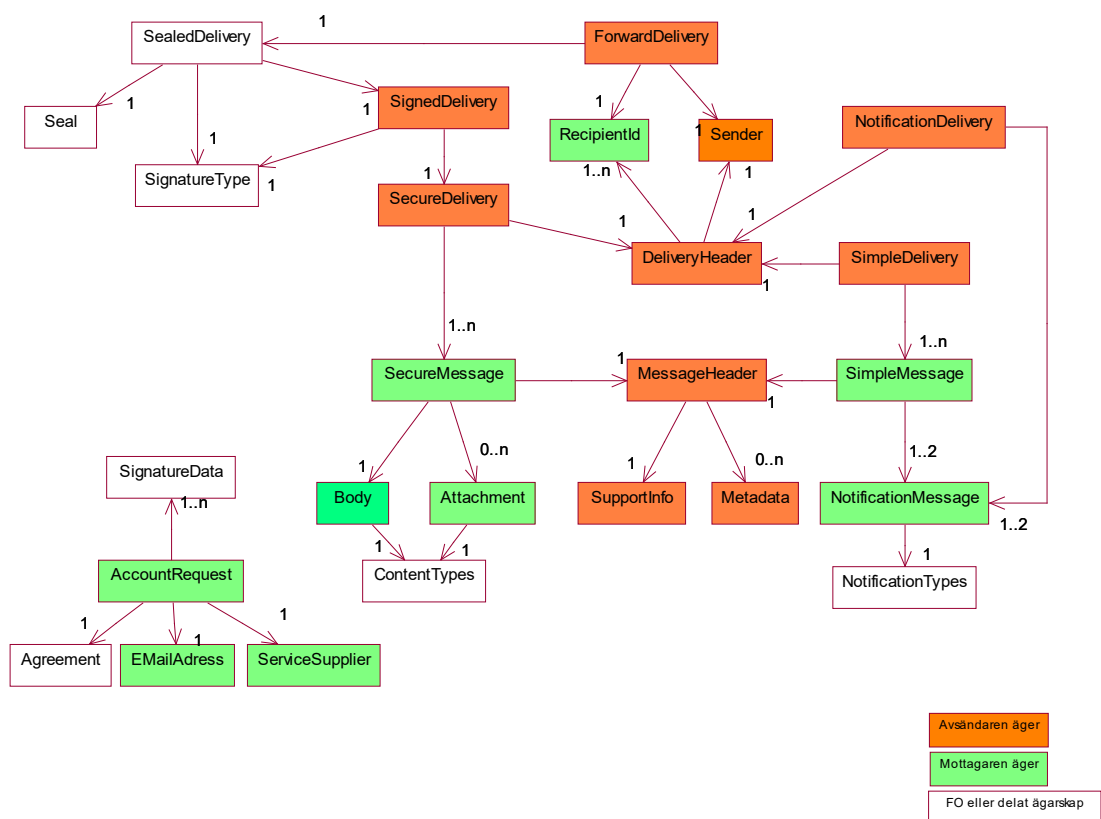 1
SealedDelivery
ForwardDelivery
1
1
SignedDelivery
1
1
Seal
RecipientId
1
Sender
NotificationDelivery
1
1..n
1
SignatureType
1
1
SecureDelivery
1
1
DeliveryHeader
1
SimpleDelivery
1..n
1..n
SecureMessage
1
MessageHeader
1
SimpleMessage
1
0..n
1
0..n
1..2
SignatureData
1..n
Body
Attachment
SupportInfo
Metadata
NotificationMessage
1..2
1
1
1
AccountRequest
ContentTypes
NotificationTypes
1
1
1
Agreement
EMailAdress
ServiceSupplier
Avsändaren äger
Mottagaren äger
FO eller delat ägarskap